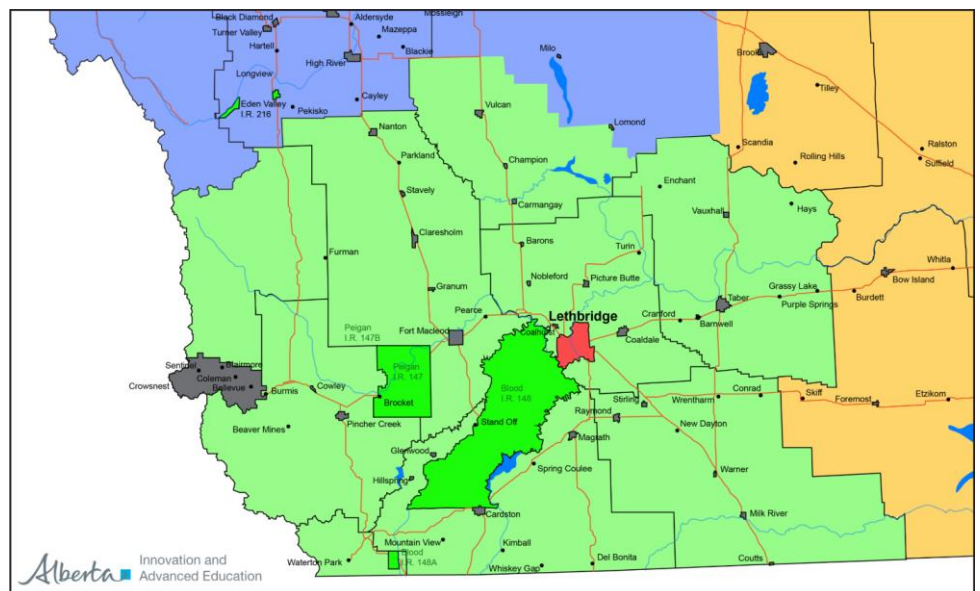 Mossleigh
Black Diamond
Aldersyde
Turner Valley
Mazeppa
Hartell
Blackie
High River
Milo
Brooks
Longview
Tilley
Eden Valley
I.R. 216
Pekisko
Cayley
Vulcan
Lomond
Nanton
Scandia
Ralston
Rolling Hills
Suffield
Parkland
Champion
Enchant
Stavely
Carmangay
Vauxhall
Hays
Claresholm
Barons
Turin
Furman
Whitla
Nobleford
Picture Butte
Bow Island
Granum
Grassy Lake
Burdett
Taber
Purple Springs
Pearce
Lethbridge
Cranford
Barnwell
Peigan
I.R. 147B
Fort Macleod
Coalhurst
Coaldale
Sentinel
Blairmore
Peigan
I.R. 147
Coleman
Crowsnest
Bellevue
Blood
I.R. 148
Burmis
Cowley
Brocket
Conrad
Stirling
Wrentham
Skiff
Foremost
Etzikom
Pincher Creek
Raymond
Beaver Mines
Stand Off
New Dayton
Magrath
Glenwood
Spring Coulee
Warner
Hillspring
Cardston
Milk River
Mountain View
Kimball
Waterton Park
Blood
I.R. 148A
Del Bonita
Coutts
Whiskey Gap
Alberta
Innovation and
Advanced Education